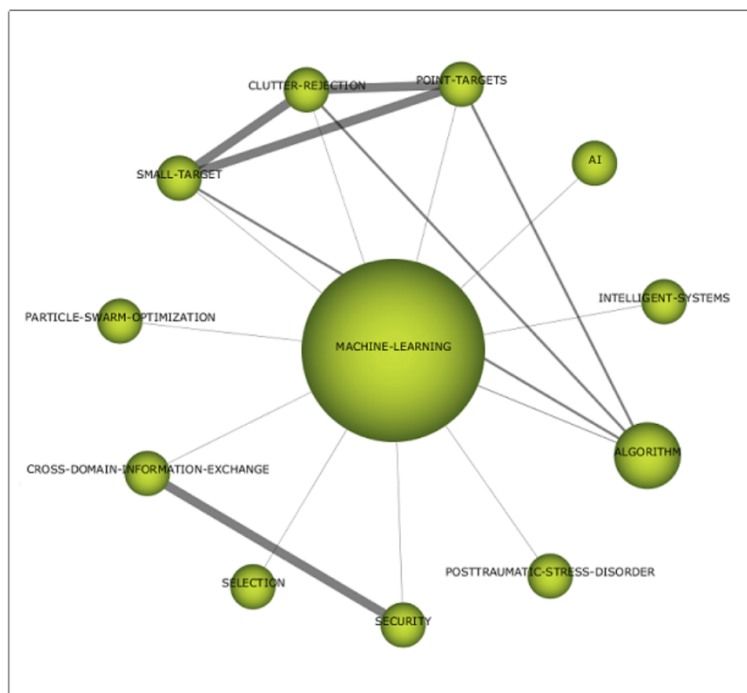 POINT-TARGETS
CLUTTER-REJECTION
AI
SMALL-TARGET
INTELLIGENT-SYSTEMS
PARTICLE-SWARM-OPTIMIZATION
MACHINE-LEARNING
ALGORITHM
CROSS-DOMAIN-INFORMATION-EXCHANGE
POSTTRAUMATIC-STRESS-DISORDER
SELECTION
SECURITY